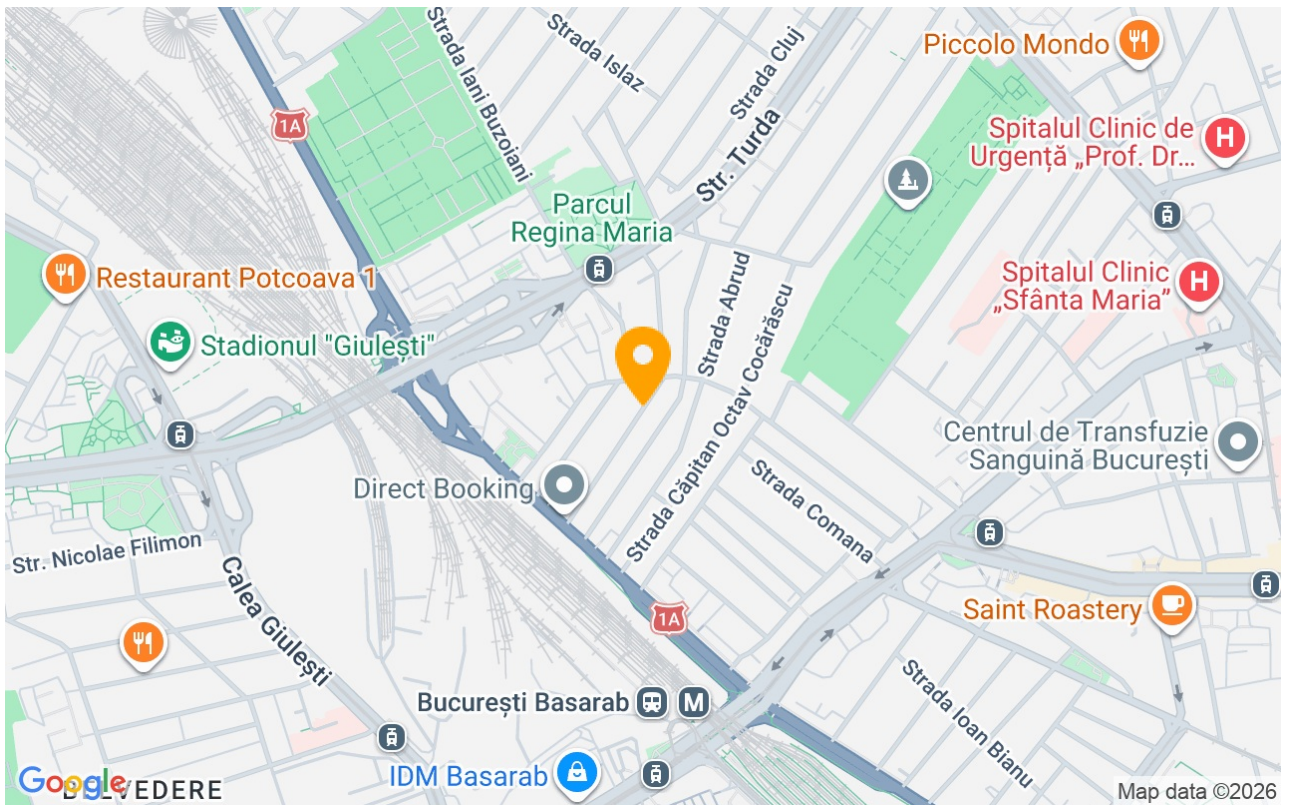 Piccolo Mondo
Strada Islaz
Strada Cluj
Strada Iani Buzoiani
1A
Str. Turda
Spitalul Clinic de
Urgență „Prof. Dr...
H
Parcul
Regina Maria
Restaurant Potcoava 1
Strada Abrud
Spitalul Clinic
„Sfânta Maria”
H
Stadionul "Giulești"
Strada Căpitan Octav Cocărăscu
Centrul de Transfuzie
Sanguină București
Direct Booking
Strada Comana
Str. Nicolae Filimon
Calea Giulești
1A
Saint Roastery
București Basarab
M
Strada Ioan Bianu
IDM Basarab
Google
VEDERE
Map data ©2026